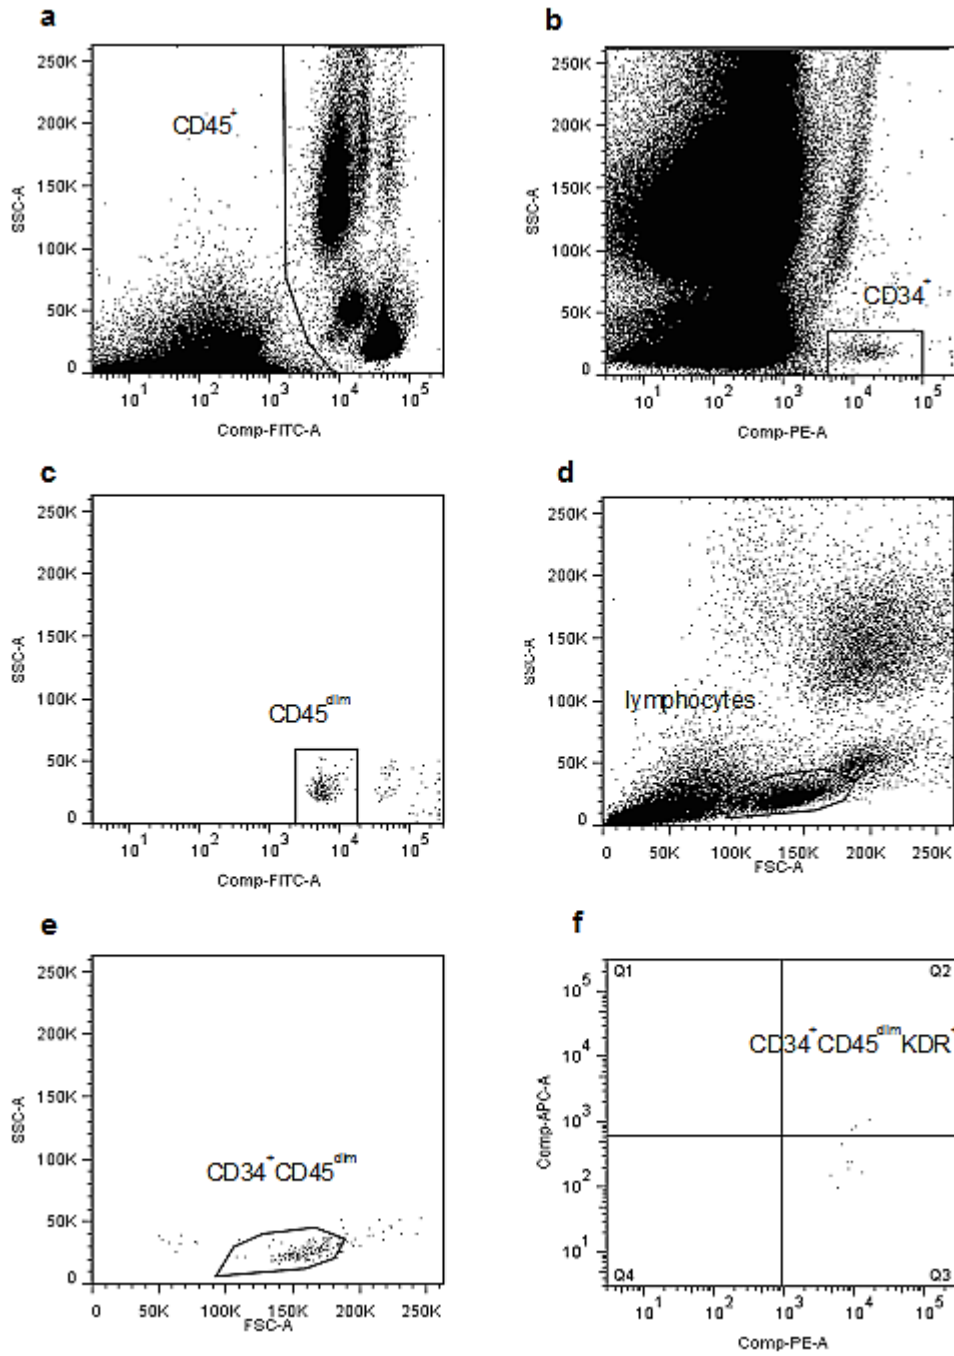 a
CD45+
250K
200K
150K
100K
50K
0
SSC-A
10^1 10^2 10^3 10^4 10^5
Comp-FITC-A
b
CD34+
250K
200K
150K
100K
50K
0
SSC-A
10^1 10^2 10^3 10^4 10^5
Comp-PE-A
c
CD45dim
250K
200K
150K
100K
50K
0
SSC-A
10^1 10^2 10^3 10^4 10^5
Comp-FITC-A
d
lymphocytes
250K
200K
150K
100K
50K
0
SSC-A
0 50K 100K 150K 200K 250K
FSC-A
e
CD34+CD45dim
250K
200K
150K
100K
50K
0
SSC-A
0 50K 100K 150K 200K 250K
FSC-A
f
Q1 Q2
CD34+CD45dimKDR+
Q4 Q3
10^5
10^4
10^3
10^2
10^1
Comp-APC-A
10^1 10^2 10^3 10^4 10^5
Comp-PE-A